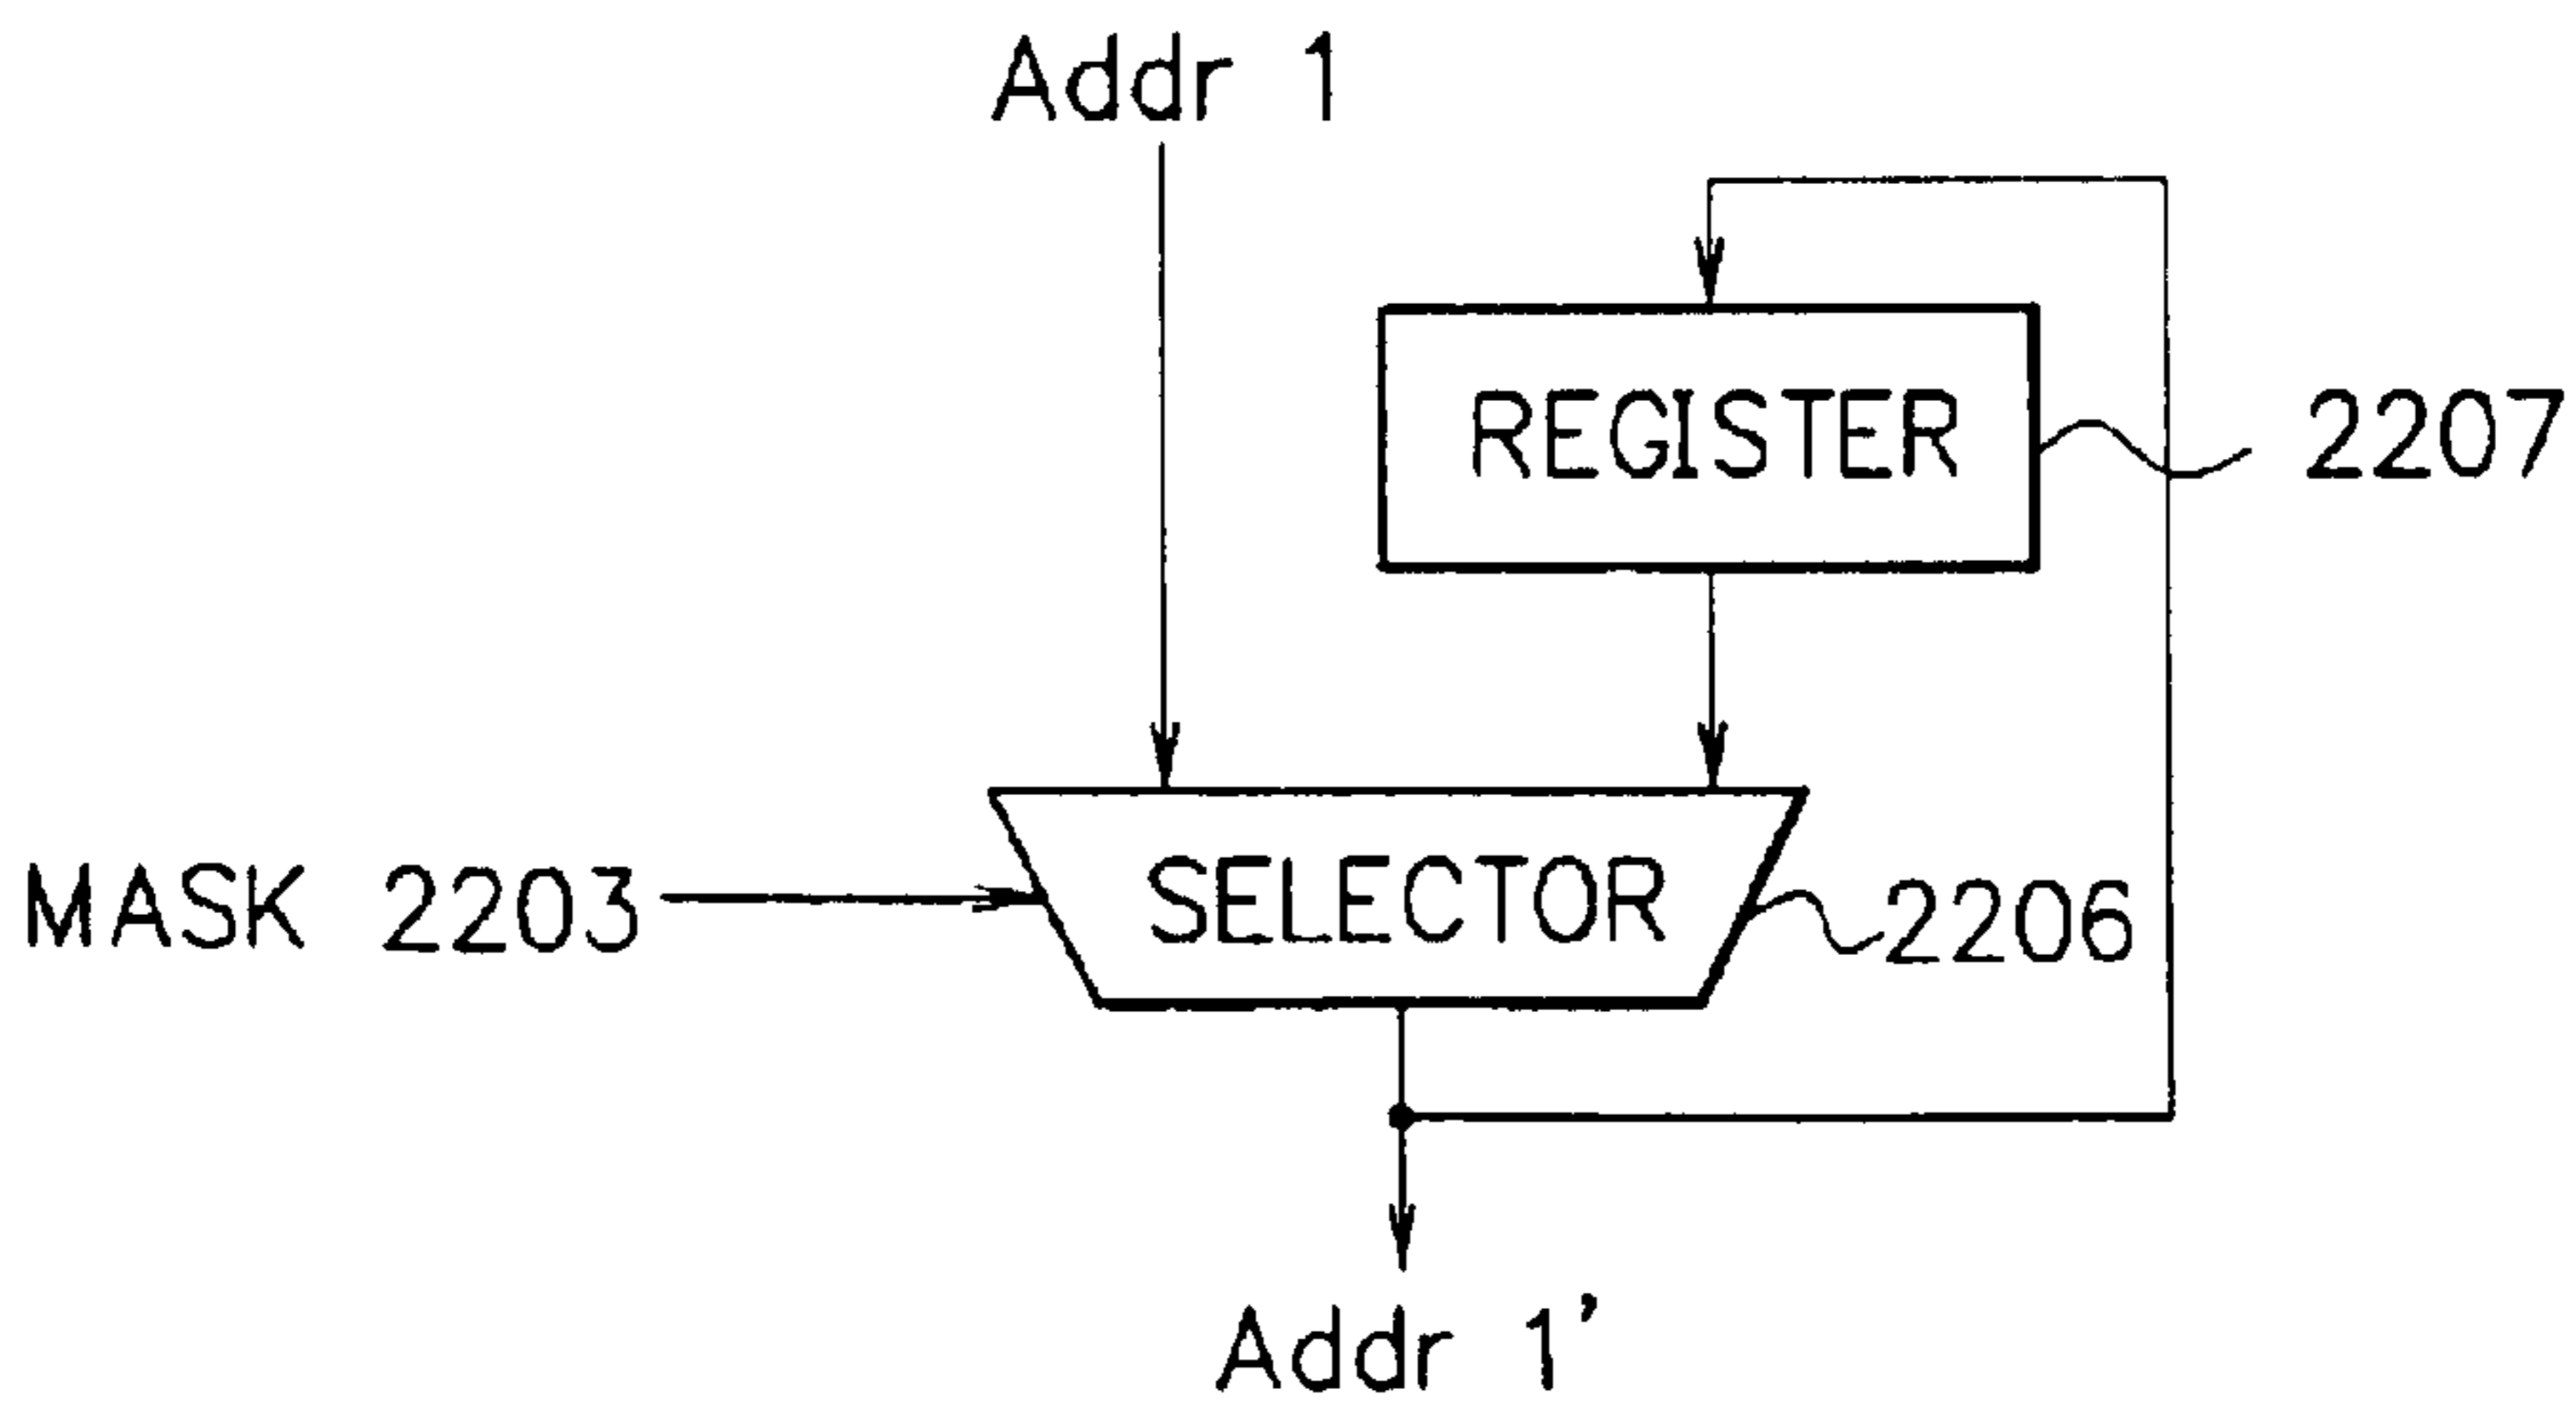 Addr 1
REGISTER
2207
MASK 2203
SELECTOR
2206
Addr 1'